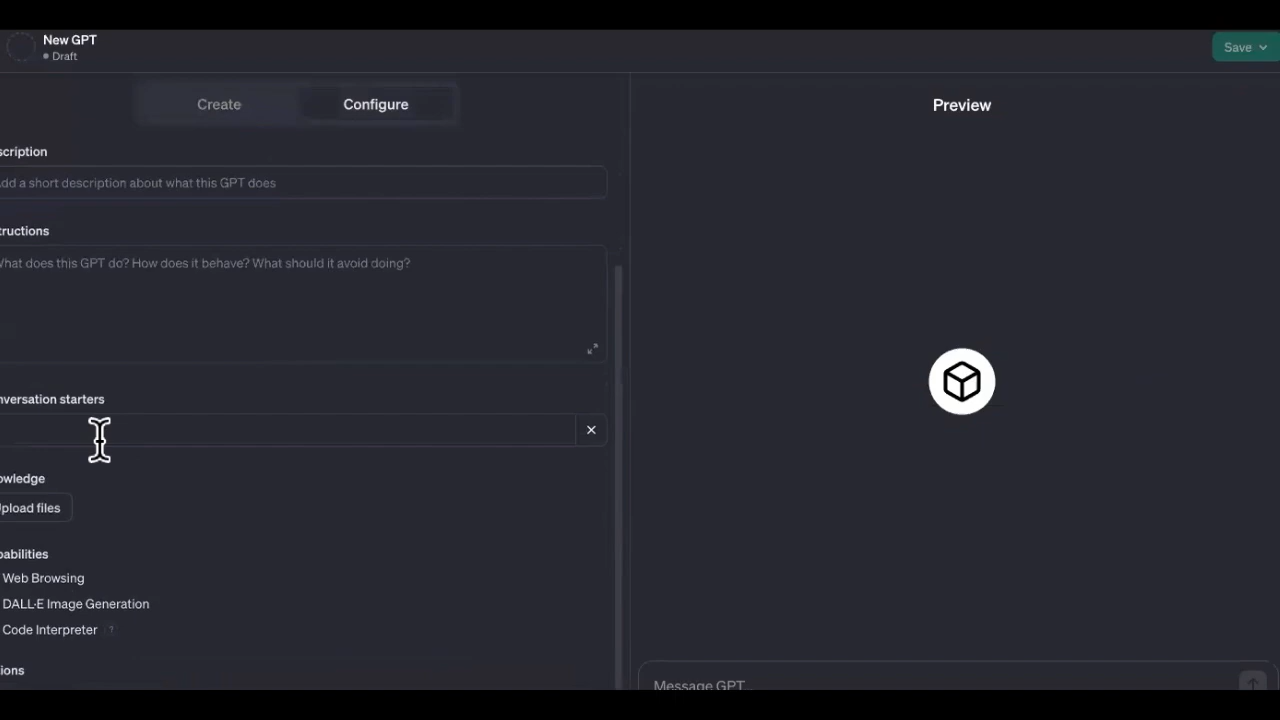 New GPT
Draft
Save
Create
Configure
Preview
scription
dd a short description about what this GPT does
tructions
What does this GPT do? How does it behave? What should it avoid doing?
nversation starters
owledge
Upload files
pabilities
Web Browsing
DALL·E Image Generation
Code Interpreter ?
ions
Message GPT…